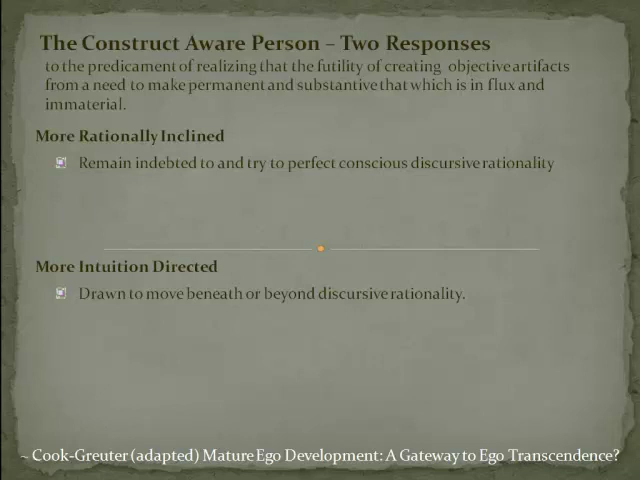 The Construct Aware Person – Two Responses
to the predicament of realizing that the futility of creating objective artifacts
from a need to make permanent and substantive that which is in flux and
immaterial.
More Rationally Inclined
Remain indebted to and try to perfect conscious discursive rationality
More Intuition Directed
Drawn to move beneath or beyond discursive rationality.
~ Cook-Greuter (adapted) Mature Ego Development: A Gateway to Ego Transcendence?